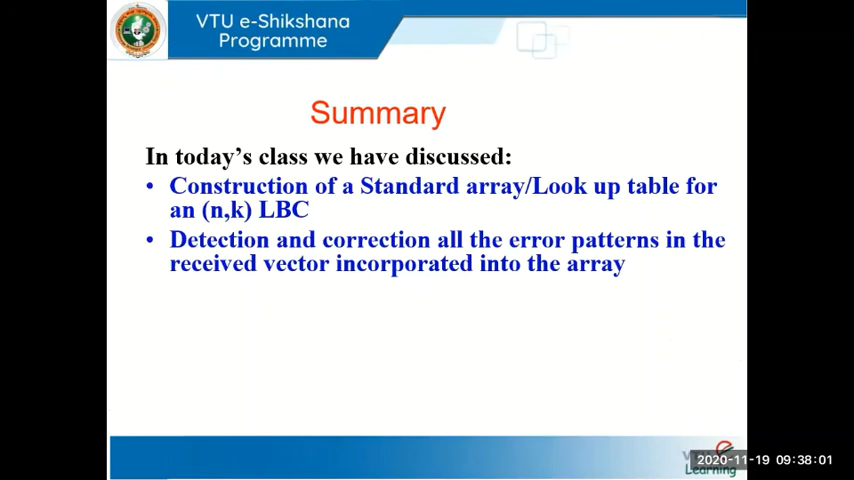 VTU e-Shikshana
Programme
Summary
In today's class we have discussed:
• Construction of a Standard array/Look up table for
an (n,k) LBC
• Detection and correction all the error patterns in the
received vector incorporated into the array
2020-11-19 09:38:01
Learning